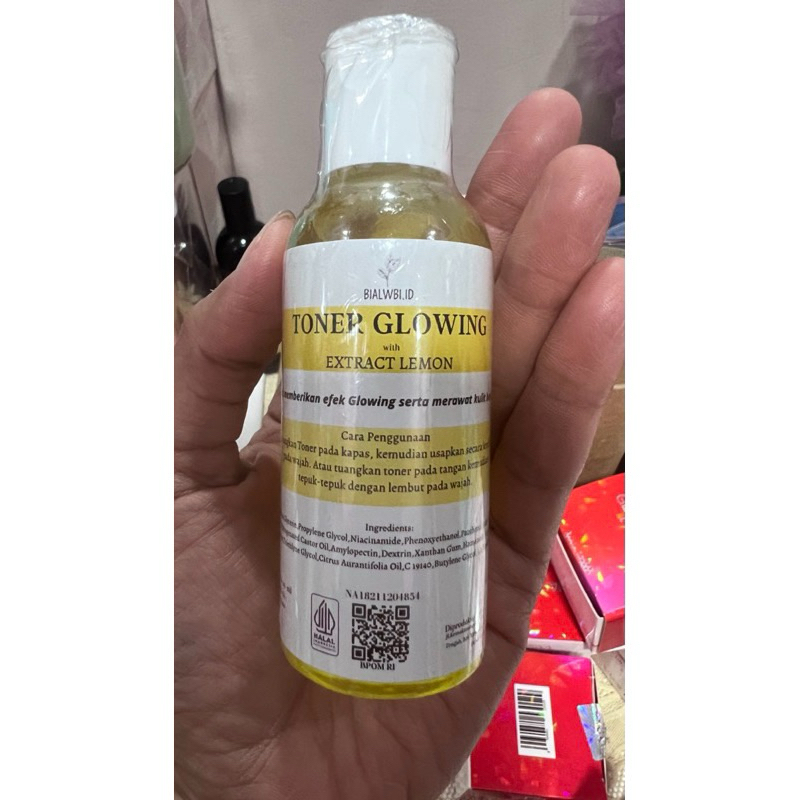 BIALWBI.ID
TONER GLOWING
with
EXTRACT LEMON
memberikan efek Glowing serta merawat kulit
Cara Penggunaan
Toner pada kapas, kemudian usapkan secara
wajah. Atau tuangkan toner pada tangan
tepuk-tepuk dengan lembut pada wajah.
Ingredients:
Propylene Glycol,Niacinamide,Phenoxyethanol,
Castor Oil,Amylopectin,Dextrin,Xanthan Gum,
Glycol,Citrus Aurantifolia Oil,C 19140,Butylene
NA18211204854
HALAL
INDONESIA
BPOM RI